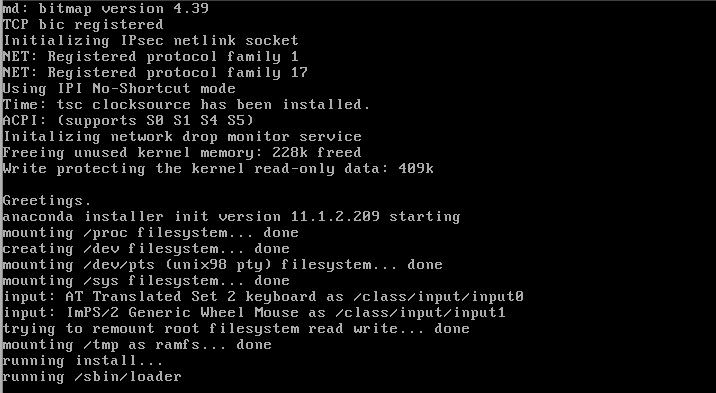 md: bitmap version 4.39
TCP bic registered
Initializing IPsec netlink socket
NET: Registered protocol family 1
NET: Registered protocol family 17
Using IPI No-Shortcut mode
Time: tsc clocksource has been installed.
ACPI: (supports S0 S1 S4 S5)
Initalizing network drop monitor service
Freeing unused kernel memory: 228k freed
Write protecting the kernel read-only data: 409k
Greetings.
anaconda installer init version 11.1.2.209 starting
mounting /proc filesystem... done
creating /dev filesystem... done
mounting /dev/pts (unix98 pty) filesystem... done
mounting /sys filesystem... done
input: AT Translated Set 2 keyboard as /class/input/input0
input: ImPS/2 Generic Wheel Mouse as /class/input/input1
trying to remount root filesystem read write... done
mounting /tmp as ramfs... done
running install...
running /sbin/loader